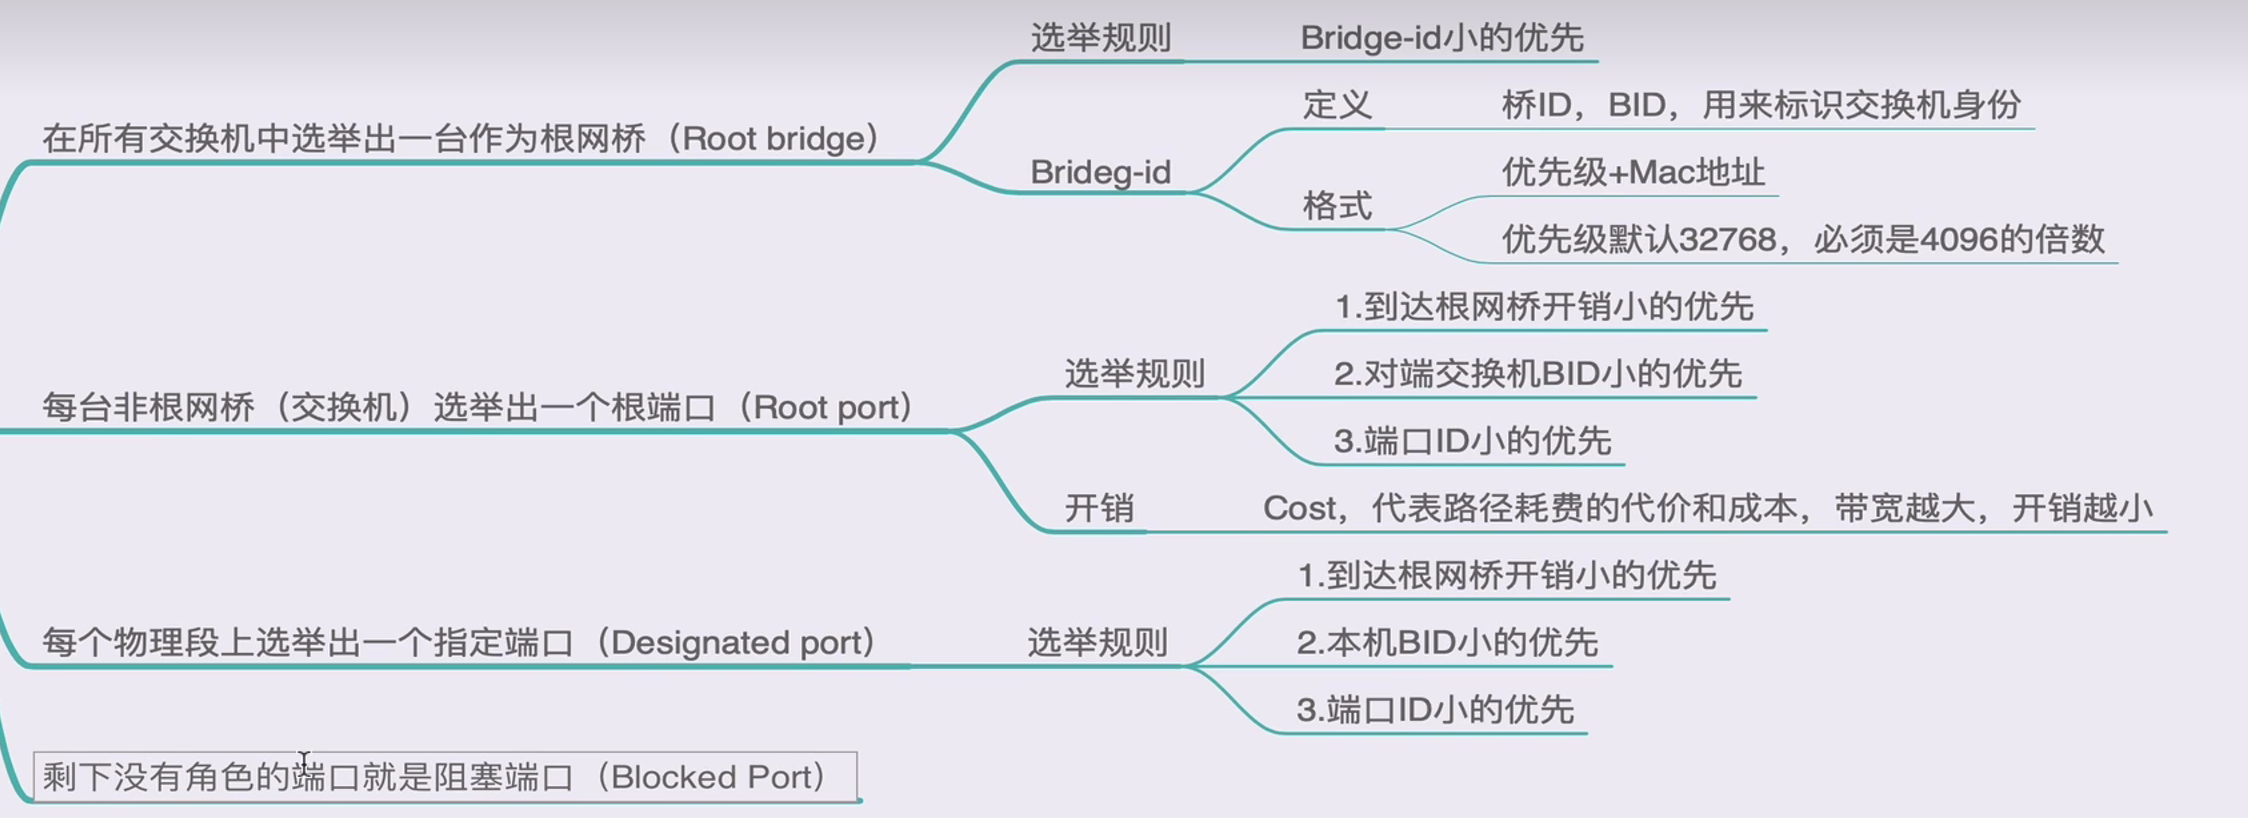 选举规则
Bridge-id小的优先
在所有交换机中选举出一台作为根网桥（Root bridge）
定义
桥ID，BID，用来标识交换机身份
Brideg-id
优先级+Mac地址
格式
优先级默认32768，必须是4096的倍数
每台非根网桥（交换机）选举出一个根端口（Root port）
选举规则
1.到达根网桥开销小的优先
2.对端交换机BID小的优先
3.端口ID小的优先
开销
Cost，代表路径耗费的代价和成本，带宽越大，开销越小
每个物理段上选举出一个指定端口（Designated port）
选举规则
1.到达根网桥开销小的优先
2.本机BID小的优先
3.端口ID小的优先
剩下没有角色的端口就是阻塞端口（Blocked Port）